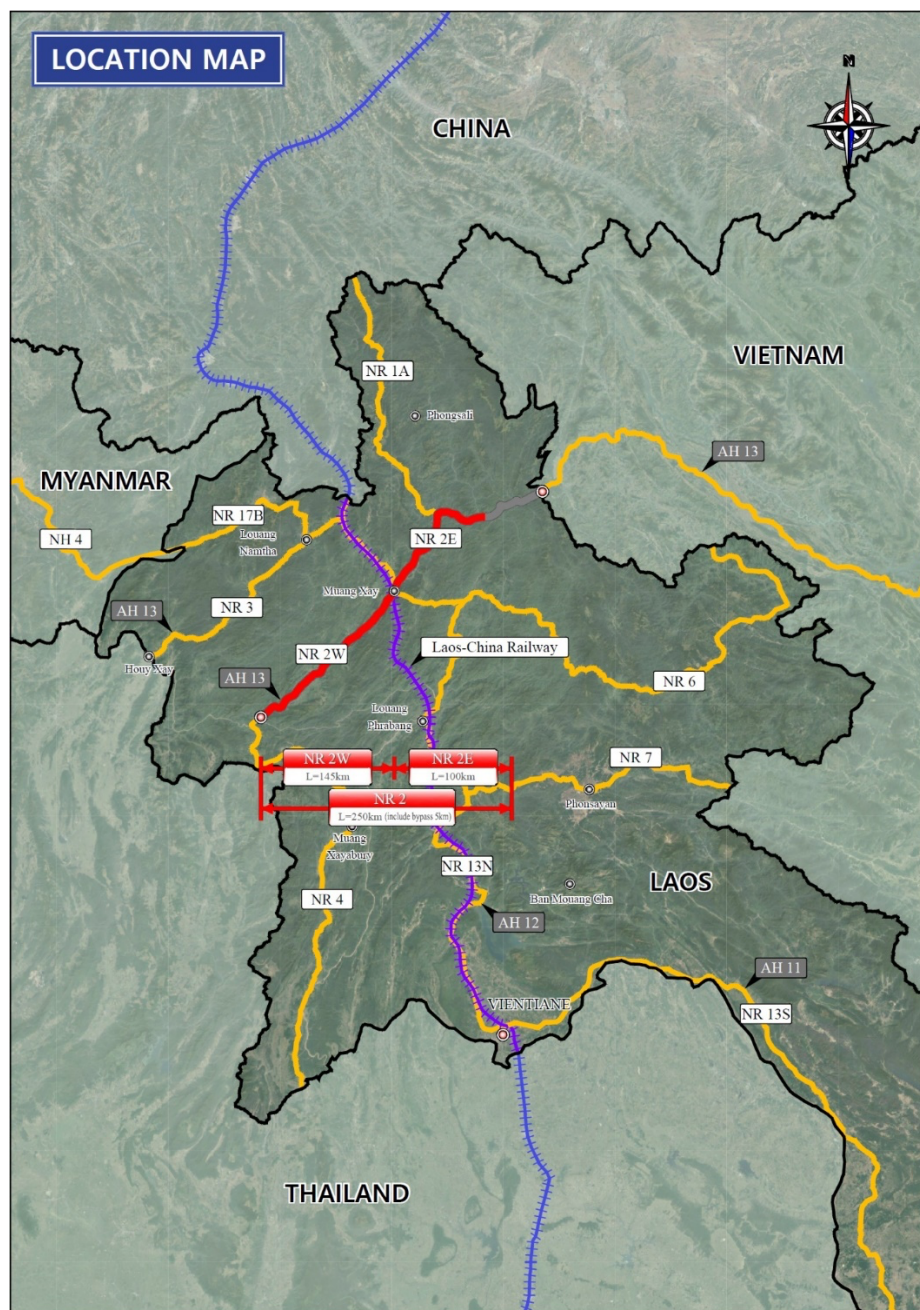 LOCATION MAP
N
CHINA
VIETNAM
NR 1A
Phongsali
AH 13
MYANMAR
NR 17B
NH 4
Louang
Namtha
NR 2E
Muang Xay
NR 3
AH 13
Houy Xay
NR 2W
Laos-China Railway
AH 13
NR 6
Louang
Phrabang
NR 2W
L=145km
NR 2E
L=100km
NR 7
Phonsavan
NR 2
L=250km (include bypass 5km)
Muang
Xayabury
NR 13N
LAOS
NR 4
Ban Mouang Cha
AH 12
AH 11
NR 13S
VIENTIANE
THAILAND